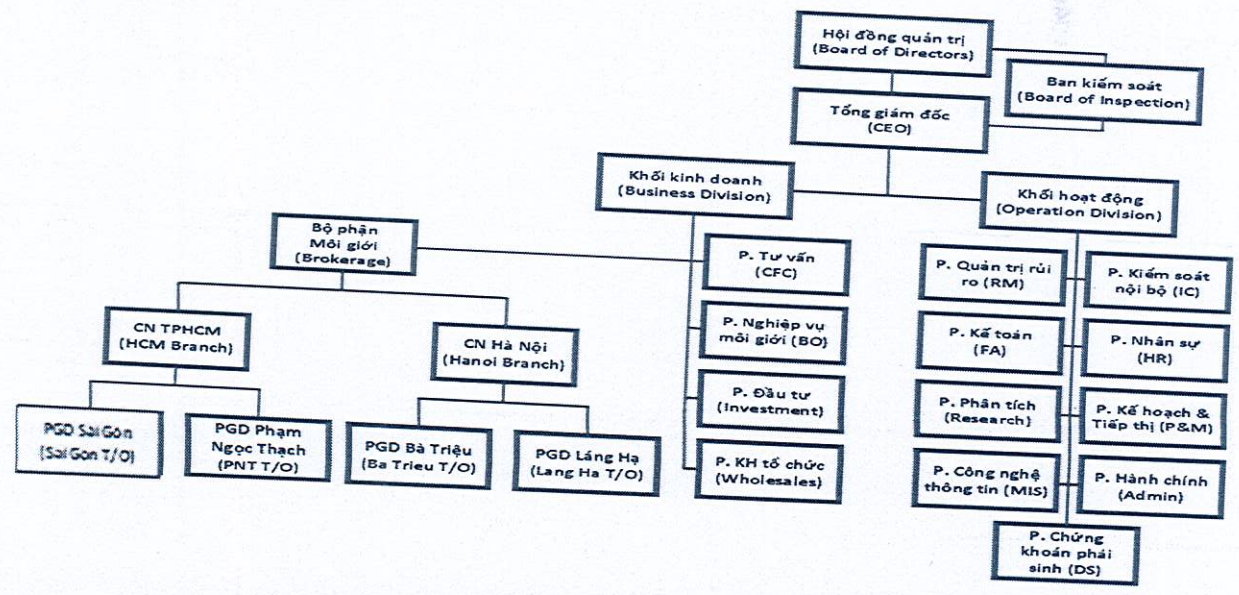 Hội đồng quản trị
(Board of Directors)
Ban kiểm soát
(Board of Inspection)
Tổng giám đốc
(CEO)
Khối kinh doanh
(Business Division)
Khối hoạt động
(Operation Division)
Bộ phận
Môi giới
(Brokerage)
CN TPHCM
(HCM Branch)
CN Hà Nội
(Hanoi Branch)
PGD Sài Gòn
(Sai Gon T/O)
PGD Phạm
Ngọc Thạch
(PNT T/O)
PGD Bà Triệu
(Ba Trieu T/O)
PGD Láng Hạ
(Lang Ha T/O)
P. Tư vấn
(CFC)
P. Nghiệp vụ
môi giới (BO)
P. Đầu tư
(Investment)
P. KH tổ chức
(Wholesales)
P. Quản trị rủi
ro (RM)
P. Kiểm soát
nội bộ (IC)
P. Kế toán
(FA)
P. Nhân sự
(HR)
P. Phân tích
(Research)
P. Kế hoạch &
Tiếp thị (P&M)
P. Công nghệ
thông tin (MIS)
P. Hành chính
(Admin)
P. Chứng
khoán phái
sinh (DS)